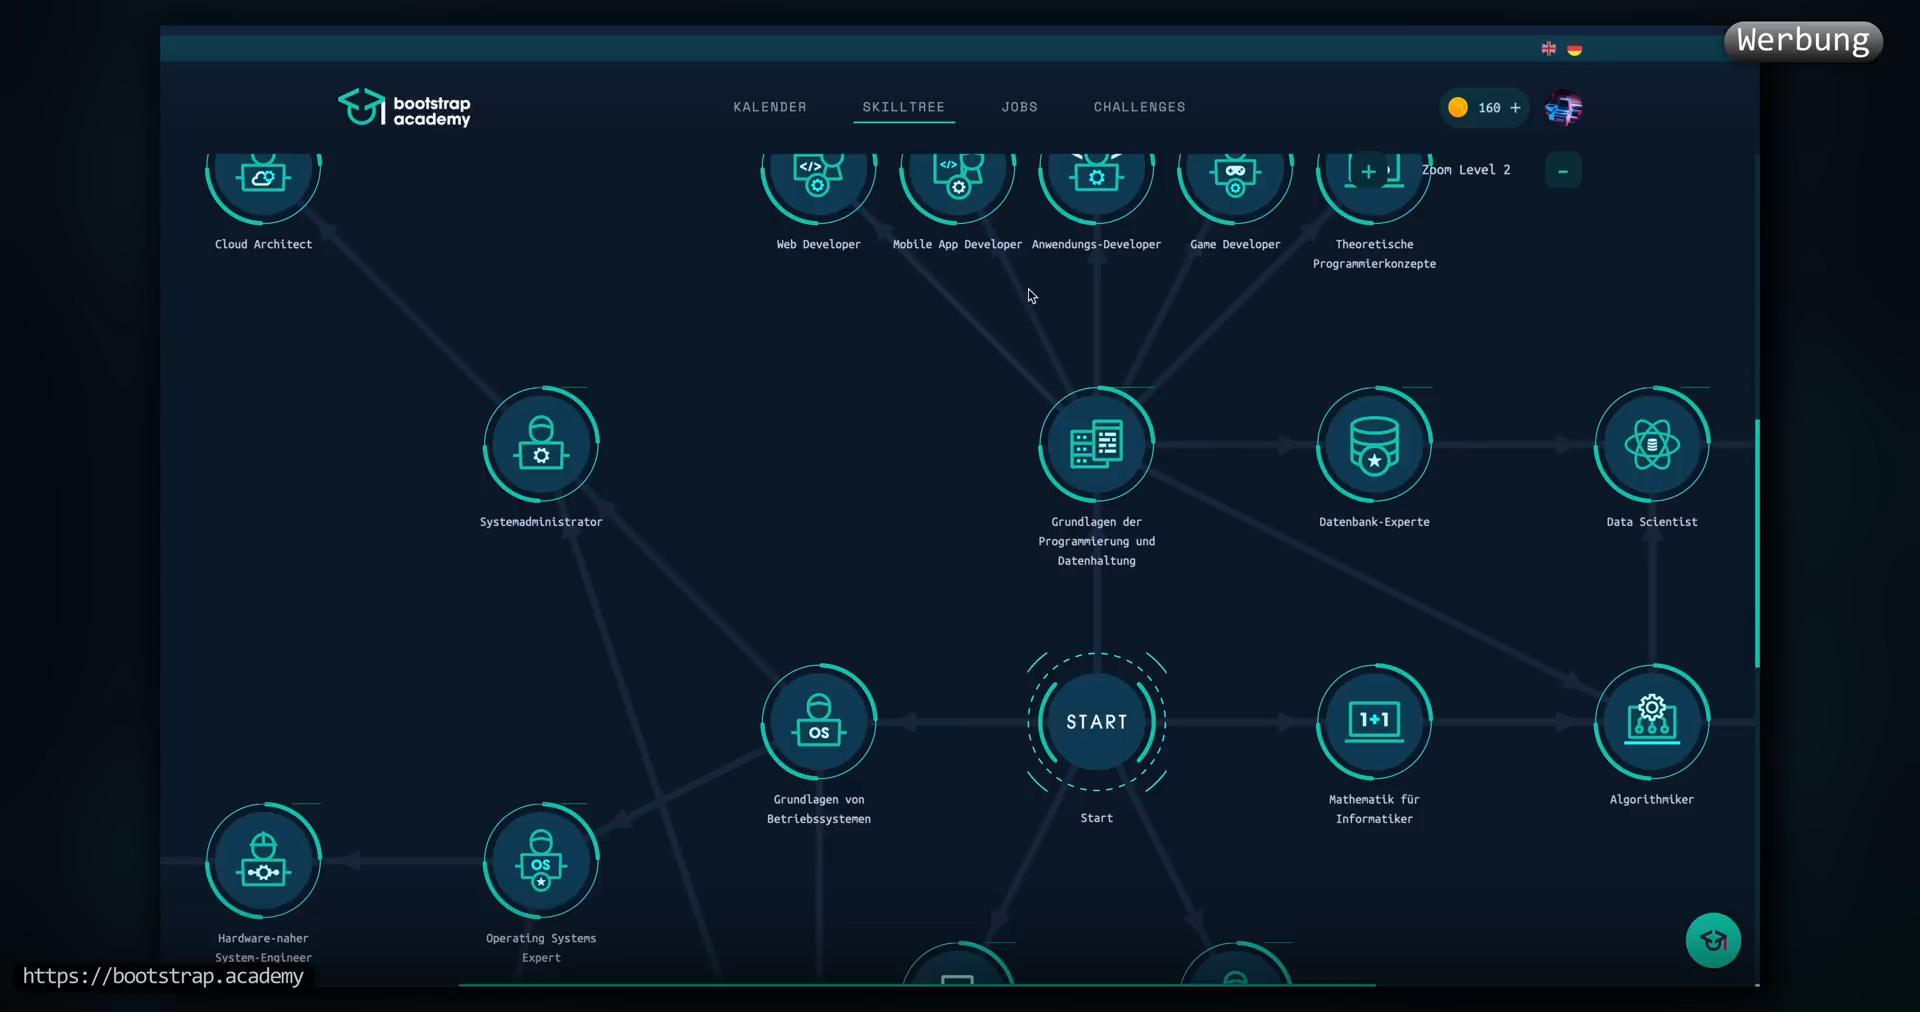 Werbung
bootstrap
academy
KALENDER
SKILLTREE
JOBS
CHALLENGES
160 +
+
Zoom Level 2
-
Cloud Architect
Web Developer
Mobile App Developer
Anwendungs-Developer
Game Developer
Theoretische
Programmierkonzepte
Systemadministrator
Grundlagen der
Programmierung und
Datenhaltung
Datenbank-Experte
Data Scientist
OS
START
1+1
Grundlagen von
Betriebssystemen
Start
Mathematik für
Informatiker
Algorithmiker
OS
Hardware-naher
System-Engineer
Operating Systems
Expert
https://bootstrap.academy